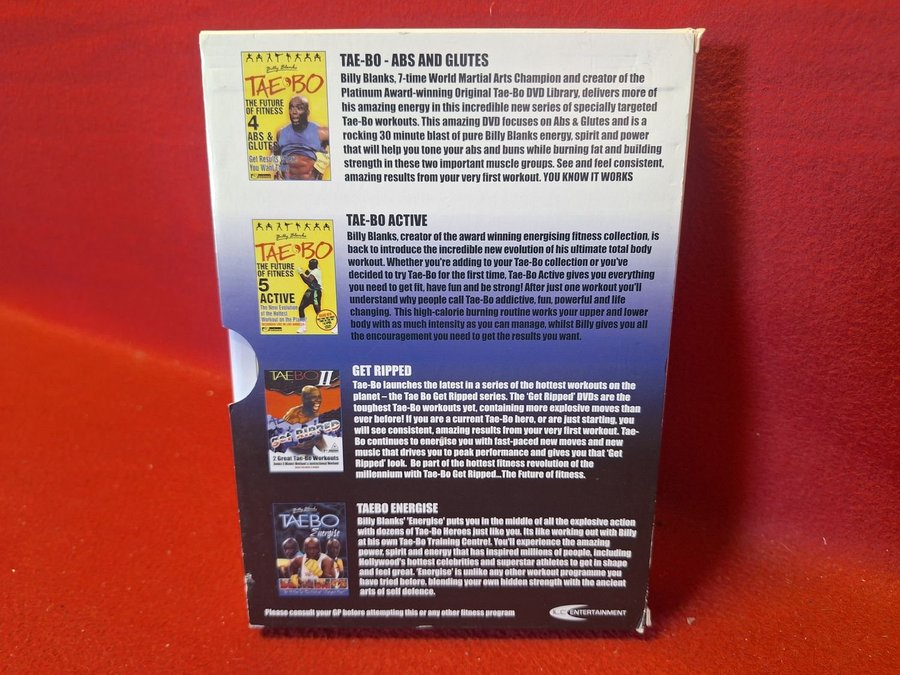 TAE-BO - ABS AND GLUTES
Billy Blanks, 7-time World Martial Arts Champion and creator of the
Platinum Award-winning Original Tae-Bo DVD Library, delivers more of
his amazing energy in this incredible new series of specially targeted
Tae-Bo workouts. This amazing DVD focuses on Abs & Glutes and is a
rocking 30 minute blast of pure Billy Blanks energy, spirit and power
that will help you tone your abs and buns while burning fat and building
strength in these two important muscle groups. See and feel consistent,
amazing results from your very first workout. YOU KNOW IT WORKS
Billy Blanks
TAE BO
THE FUTURE
OF FITNESS
4
ABS &
GLUTES
Get Results
You Want
TAE-BO ACTIVE
Billy Blanks, creator of the award winning energising fitness collection, is
back to introduce the incredible new evolution of his ultimate total body
workout. Whether you're adding to your Tae-Bo collection or you've
decided to try Tae-Bo for the first time, Tae-Bo Active gives you everything
you need to get fit, have fun and be strong! After just one workout you'll
understand why people call Tae-Bo addictive, fun, powerful and life
changing. This high-calorie burning routine works your upper and lower
body with as much intensity as you can manage, whilst Billy gives you all
the encouragement you need to get the results you want.
Billy Blanks
TAE BO
THE FUTURE
OF FITNESS
5
ACTIVE
The New Evolution
of the Hottest
Workout on the Planet
GET RIPPED
Tae-Bo launches the latest in a series of the hottest workouts on the
planet – the Tae Bo Get Ripped series. The 'Get Ripped' DVDs are the
toughest Tae-Bo workouts yet, containing more explosive moves than
ever before! If you are a current Tae-Bo hero, or are just starting, you
will see consistent, amazing results from your very first workout. Tae-
Bo continues to energise you with fast-paced new moves and new
music that drives you to peak performance and gives you that 'Get
Ripped' look. Be part of the hottest fitness revolution of the
millennium with Tae-Bo Get Ripped...The Future of fitness.
TAE BO II
GET RIPPED
2 Great Tae-Bo Workouts
TAEBO ENERGISE
Billy Blanks' 'Energise' puts you in the middle of all the explosive action
with dozens of Tae-Bo Heroes just like you. Its like working out with Billy
at his own Tae-Bo Training Centre! You'll experience the amazing
power, spirit and energy that has inspired millions of people, including
Hollywood's hottest celebrities and superstar athletes to get in shape
and feel great. 'Energise' is unlike any other workout programme you
have tried before, blending your own hidden strength with the ancient
arts of self defence.
Billy Blanks
TAEBO
Energise
Please consult your GP before attempting this or any other fitness program
ENTERTAINMENT